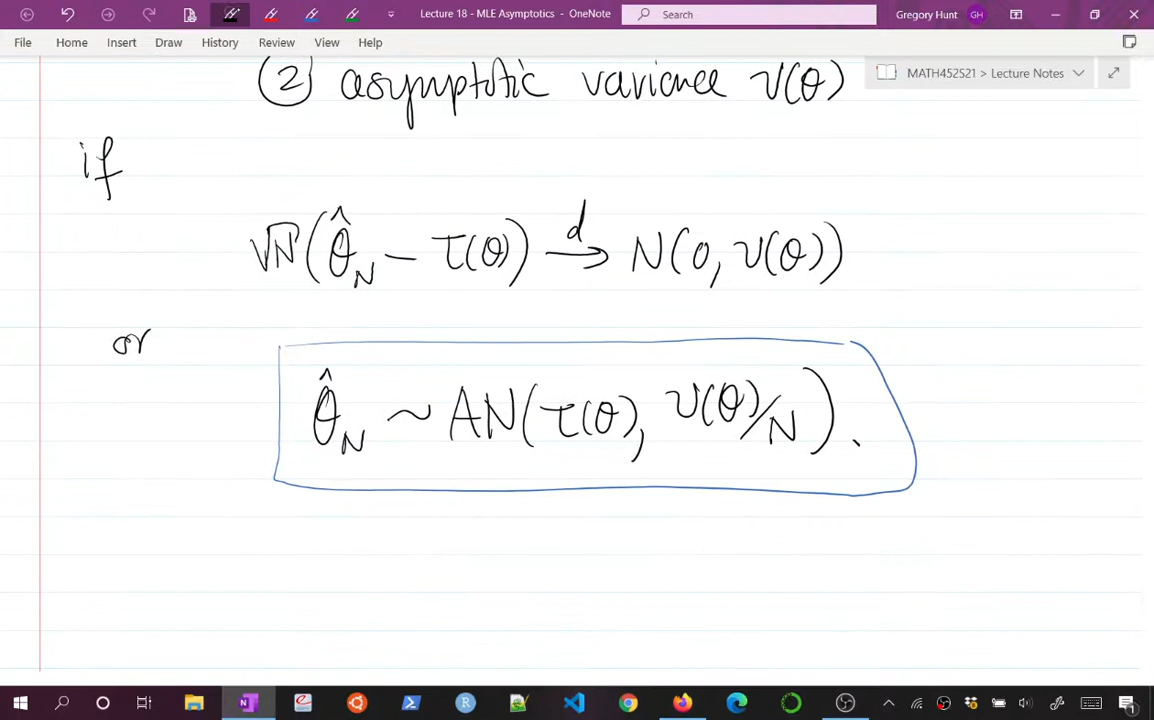 Lecture 18 - MLE Asymptotics - OneNote
Search
Gregory Hunt GH
File Home Insert Draw History Review View Help
MATH452S21 > Lecture Notes
(2) asymptotic variance v(θ)
if
√N(θ̂_N − τ(θ)) →ᵈ N(0, v(θ))
or
θ̂_N ~ AN(τ(θ), v(θ)/N).